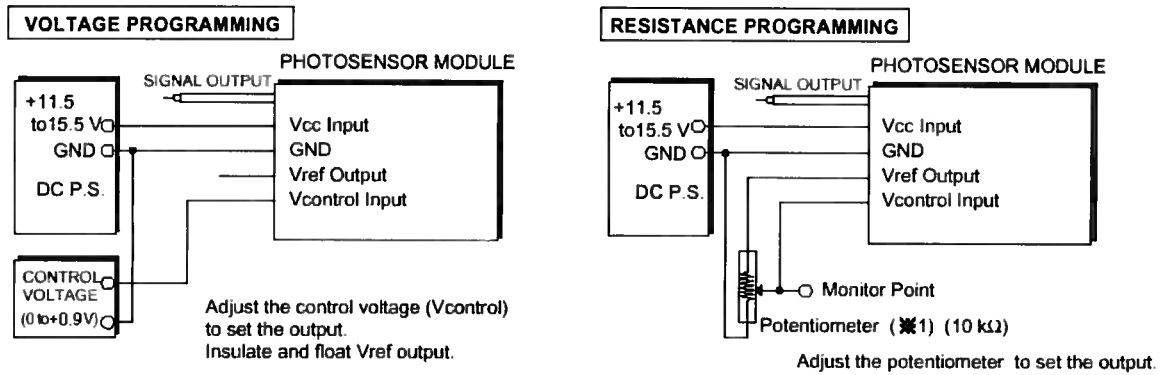 VOLTAGE PROGRAMMING
PHOTOSENSOR MODULE
SIGNAL OUTPUT
+11.5
to15.5 V
GND
DC P.S.
Vcc Input
GND
Vref Output
Vcontrol Input
CONTROL
VOLTAGE
(0 to+0.9V)
Adjust the control voltage (Vcontrol)
to set the output.
Insulate and float Vref output.
RESISTANCE PROGRAMMING
PHOTOSENSOR MODULE
SIGNAL OUTPUT
+11.5
to15.5 V
GND
DC P.S.
Vcc Input
GND
Vref Output
Vcontrol Input
Monitor Point
Potentiometer (※1) (10 kΩ)
Adjust the potentiometer to set the output.